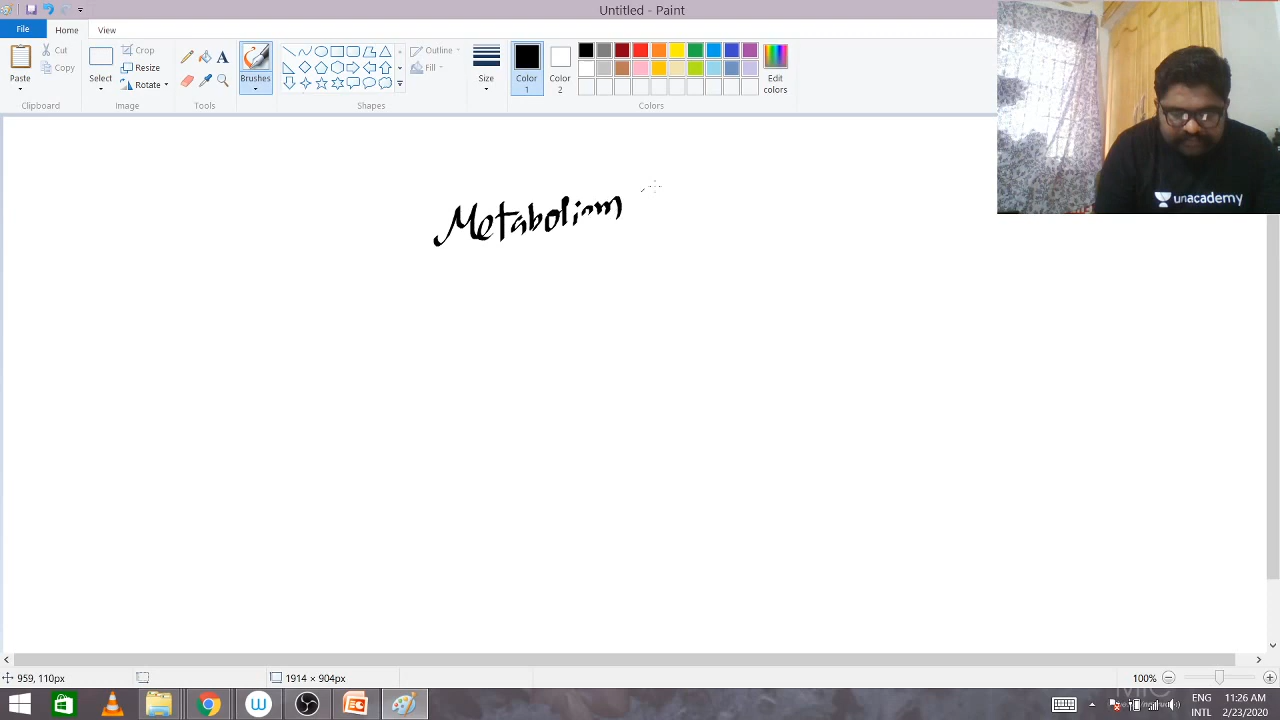 Untitled - Paint
File
Home
View
Paste
Cut
Copy
Clipboard
Select
Crop
Resize
Rotate
Image
Tools
Brushes
Shapes
Outline
Fill
Size
Color 1
Color 2
Edit colors
Colors
unacademy
Metabolism
959, 110px
1914 × 904px
100%
ENG
11:26 AM
INTL
2/23/2020